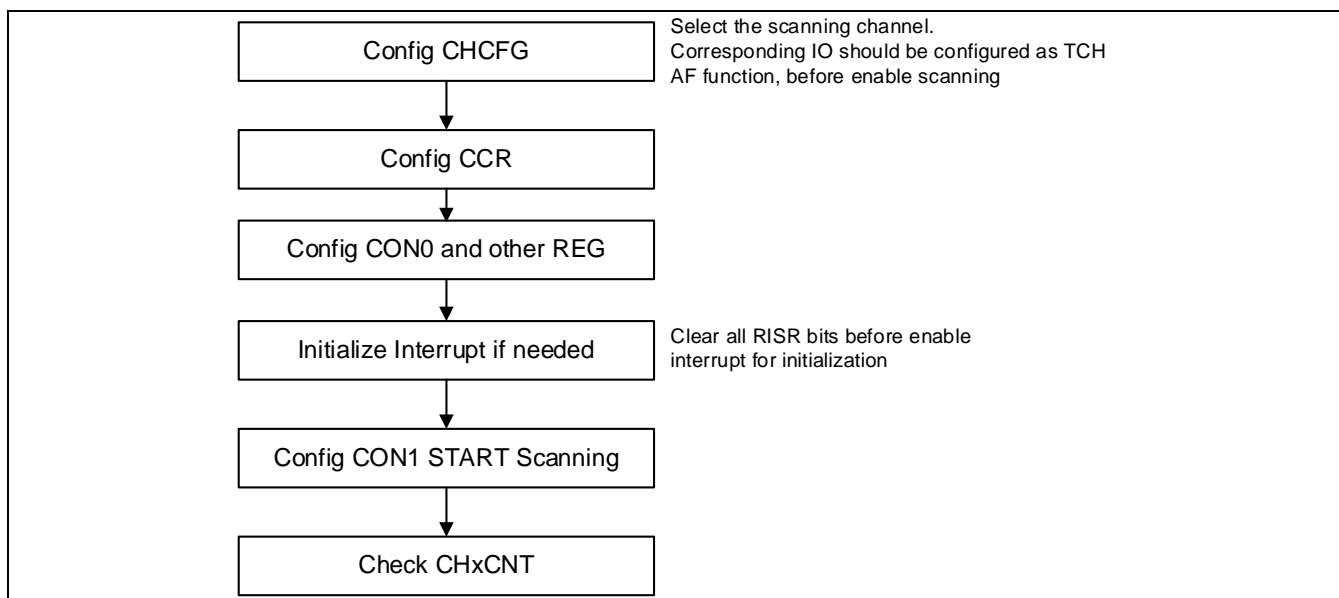 Config CHCFG
Select the scanning channel.
Corresponding IO should be configured as TCH
AF function, before enable scanning
Config CCR
Config CON0 and other REG
Initialize Interrupt if needed
Clear all RISR bits before enable
interrupt for initialization
Config CON1 START Scanning
Check CHxCNT